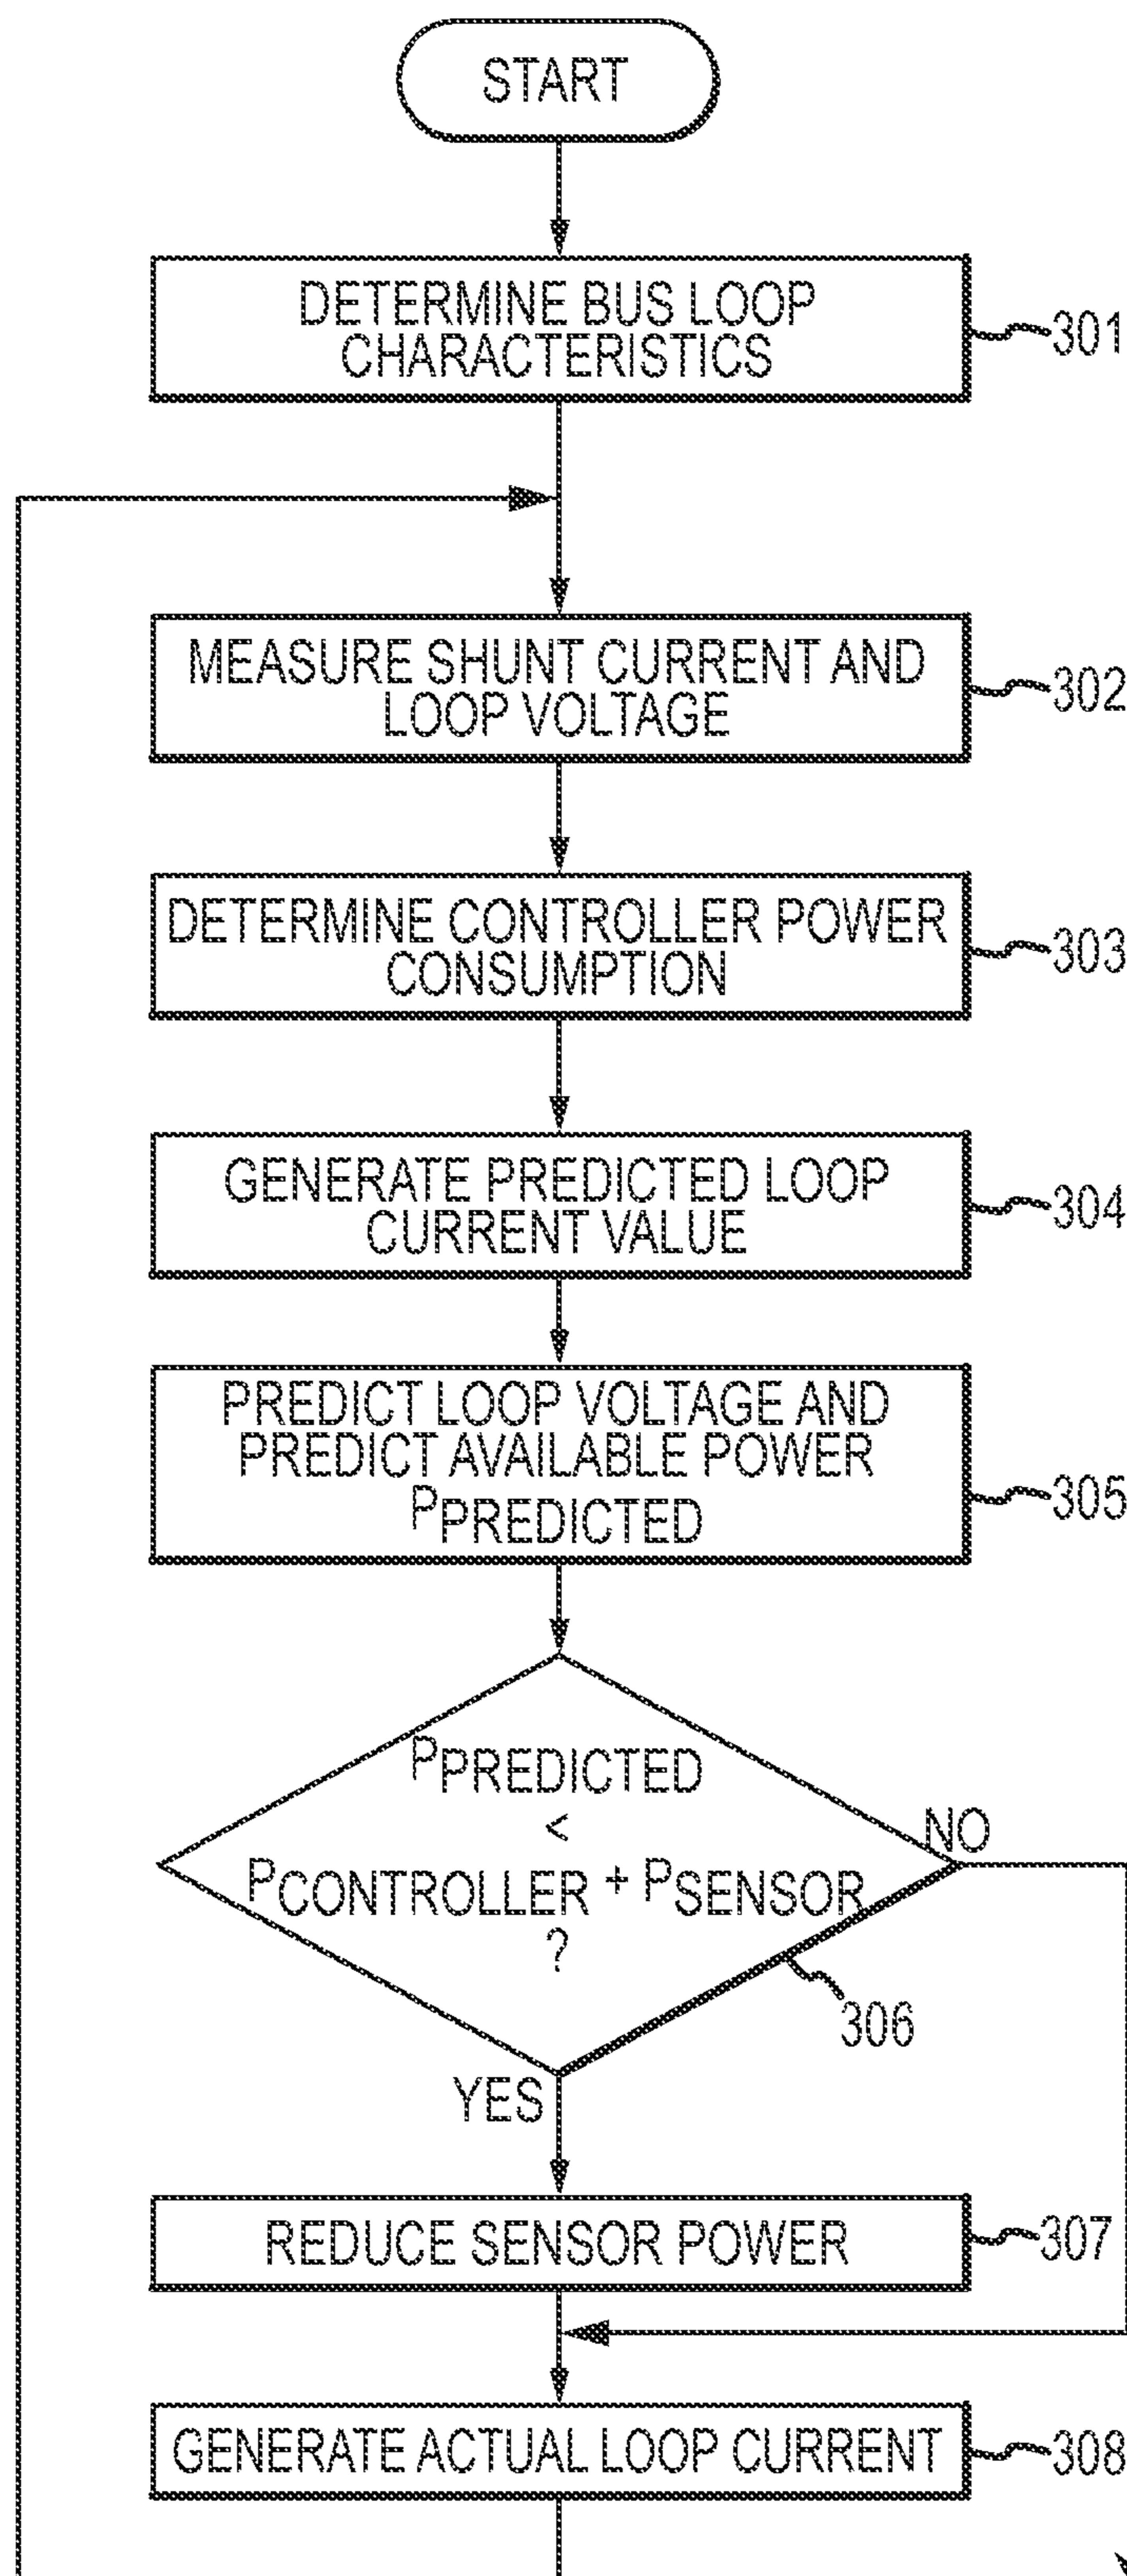 START
DETERMINE BUS LOOP
CHARACTERISTICS
301
MEASURE SHUNT CURRENT AND
LOOP VOLTAGE
302
DETERMINE CONTROLLER POWER
CONSUMPTION
303
GENERATE PREDICTED LOOP
CURRENT VALUE
304
PREDICT LOOP VOLTAGE AND
PREDICT AVAILABLE POWER
PPREDICTED
305
PPREDICTED
<
PCONTROLLER + PSENSOR
?
NO
306
YES
REDUCE SENSOR POWER
307
GENERATE ACTUAL LOOP CURRENT
308